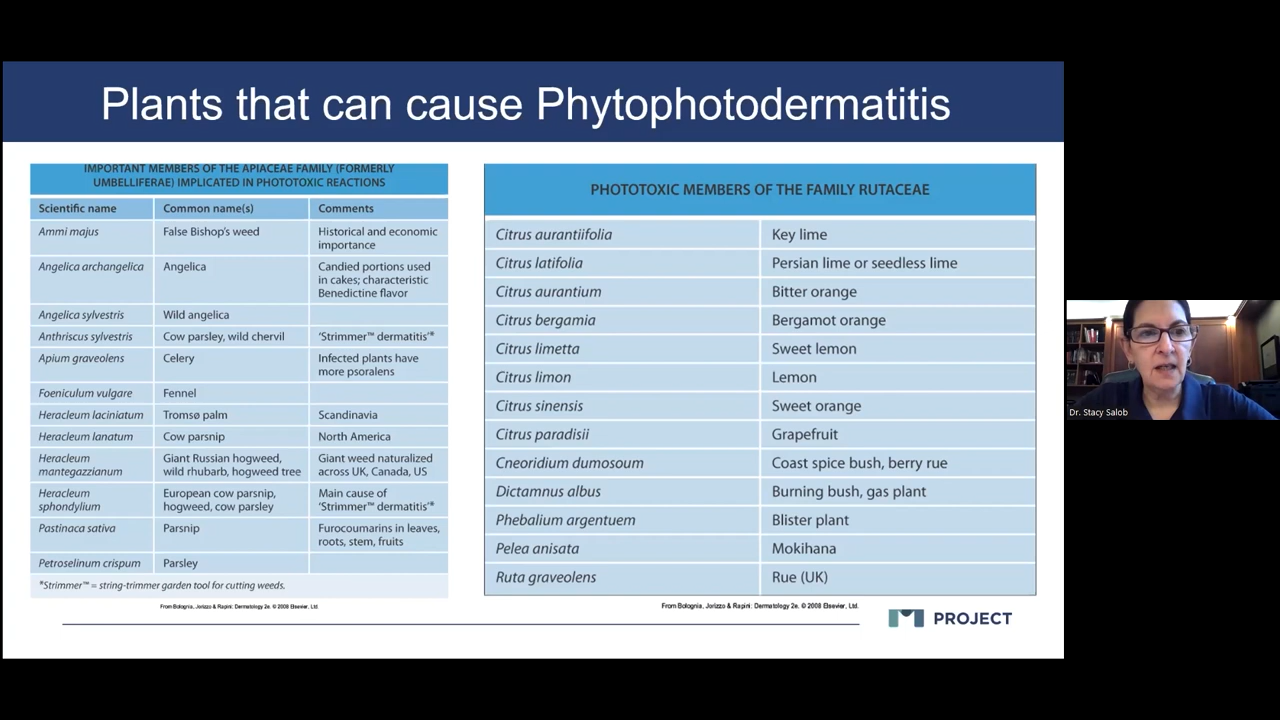 Plants that can cause Phytophotodermatitis
IMPORTANT MEMBERS OF THE APIACEAE FAMILY (FORMERLY
UMBELLIFERAE) IMPLICATED IN PHOTOTOXIC REACTIONS
Scientific name Common name(s) Comments
Ammi majus False Bishop's weed Historical and economic
importance
Angelica archangelica Angelica Candied portions used
in cakes; characteristic
Benedictine flavor
Angelica sylvestris Wild angelica
Anthriscus sylvestris Cow parsley, wild chervil 'Strimmer™ dermatitis'*
Apium graveolens Celery Infected plants have
more psoralens
Foeniculum vulgare Fennel
Heracleum laciniatum Tromsø palm Scandinavia
Heracleum lanatum Cow parsnip North America
Heracleum Giant Russian hogweed, Giant weed naturalized
mantegazzianum wild rhubarb, hogweed tree across UK, Canada, US
Heracleum European cow parsnip, Main cause of
sphondylium hogweed, cow parsley 'Strimmer™ dermatitis'*
Pastinaca sativa Parsnip Furocoumarins in leaves,
roots, stem, fruits
Petroselinum crispum Parsley
*Strimmer™ = string-trimmer garden tool for cutting weeds.
From Bolognia, Jorizzo & Rapini: Dermatology 2e. © 2008 Elsevier, Ltd.
PHOTOTOXIC MEMBERS OF THE FAMILY RUTACEAE
Citrus aurantiifolia Key lime
Citrus latifolia Persian lime or seedless lime
Citrus aurantium Bitter orange
Citrus bergamia Bergamot orange
Citrus limetta Sweet lemon
Citrus limon Lemon
Citrus sinensis Sweet orange
Citrus paradisii Grapefruit
Cneoridium dumosoum Coast spice bush, berry rue
Dictamnus albus Burning bush, gas plant
Phebalium argentuem Blister plant
Pelea anisata Mokihana
Ruta graveolens Rue (UK)
From Bolognia, Jorizzo & Rapini: Dermatology 2e. © 2008 Elsevier, Ltd.
PROJECT
Dr. Stacy Salob